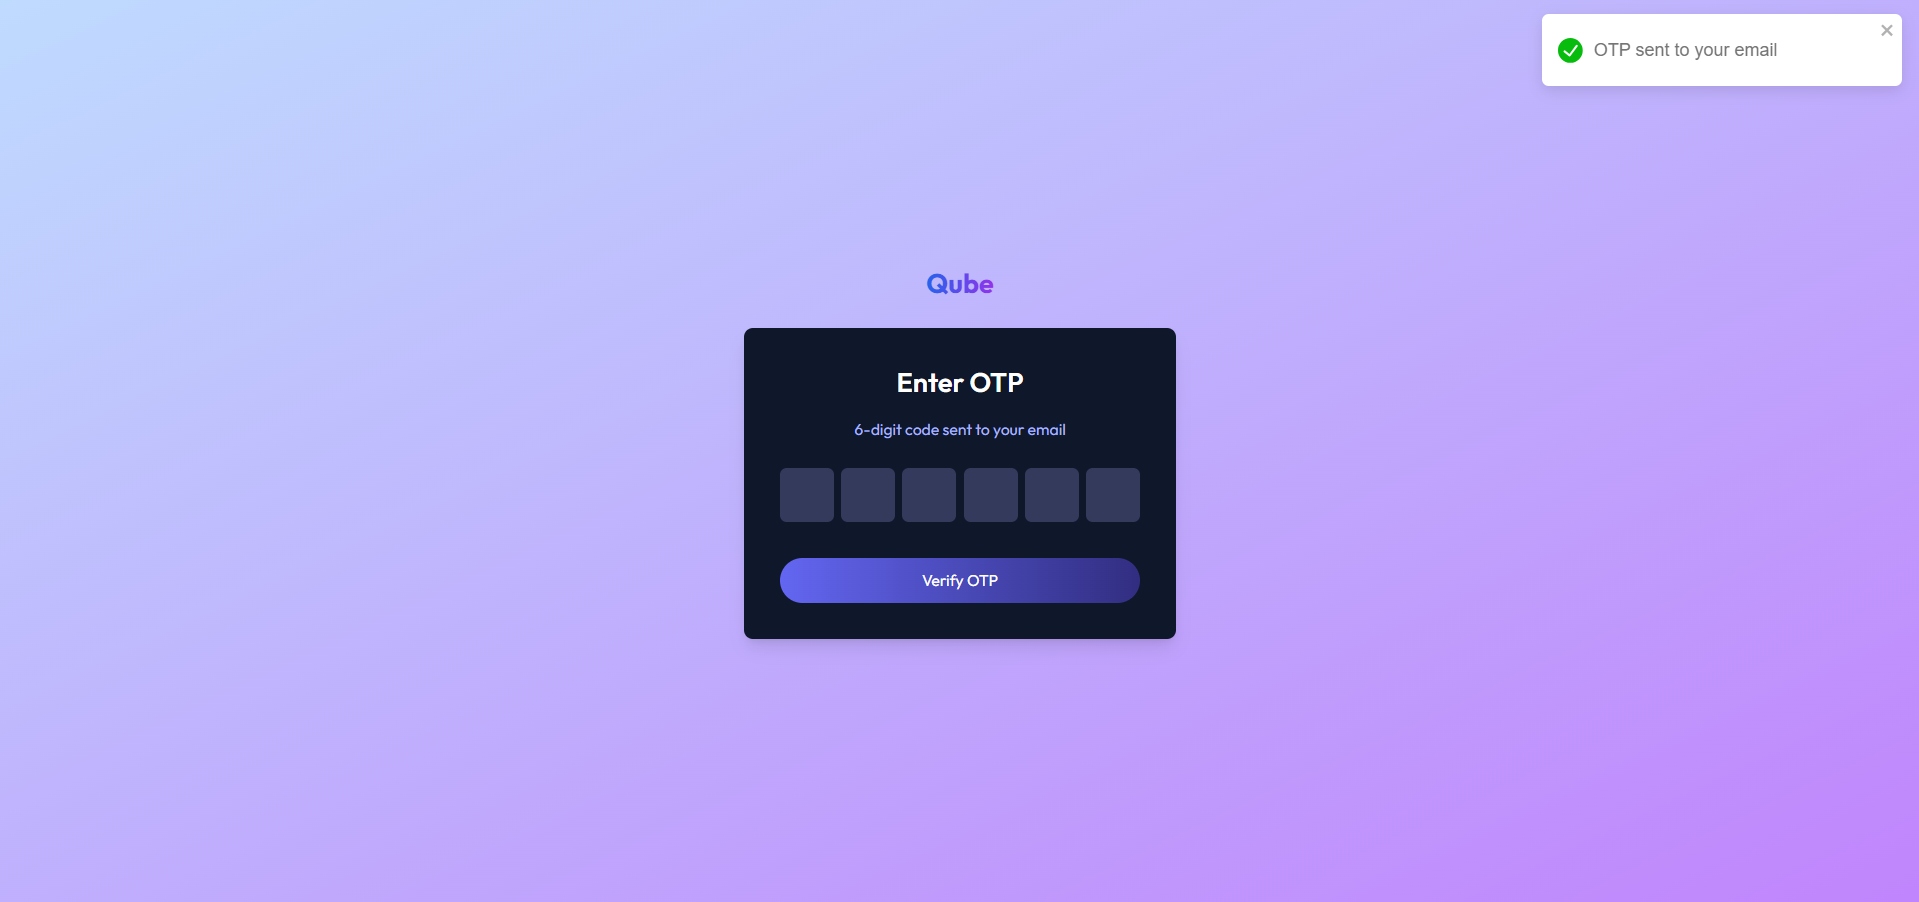 OTP sent to your email
Qube
Enter OTP
6-digit code sent to your email
Verify OTP